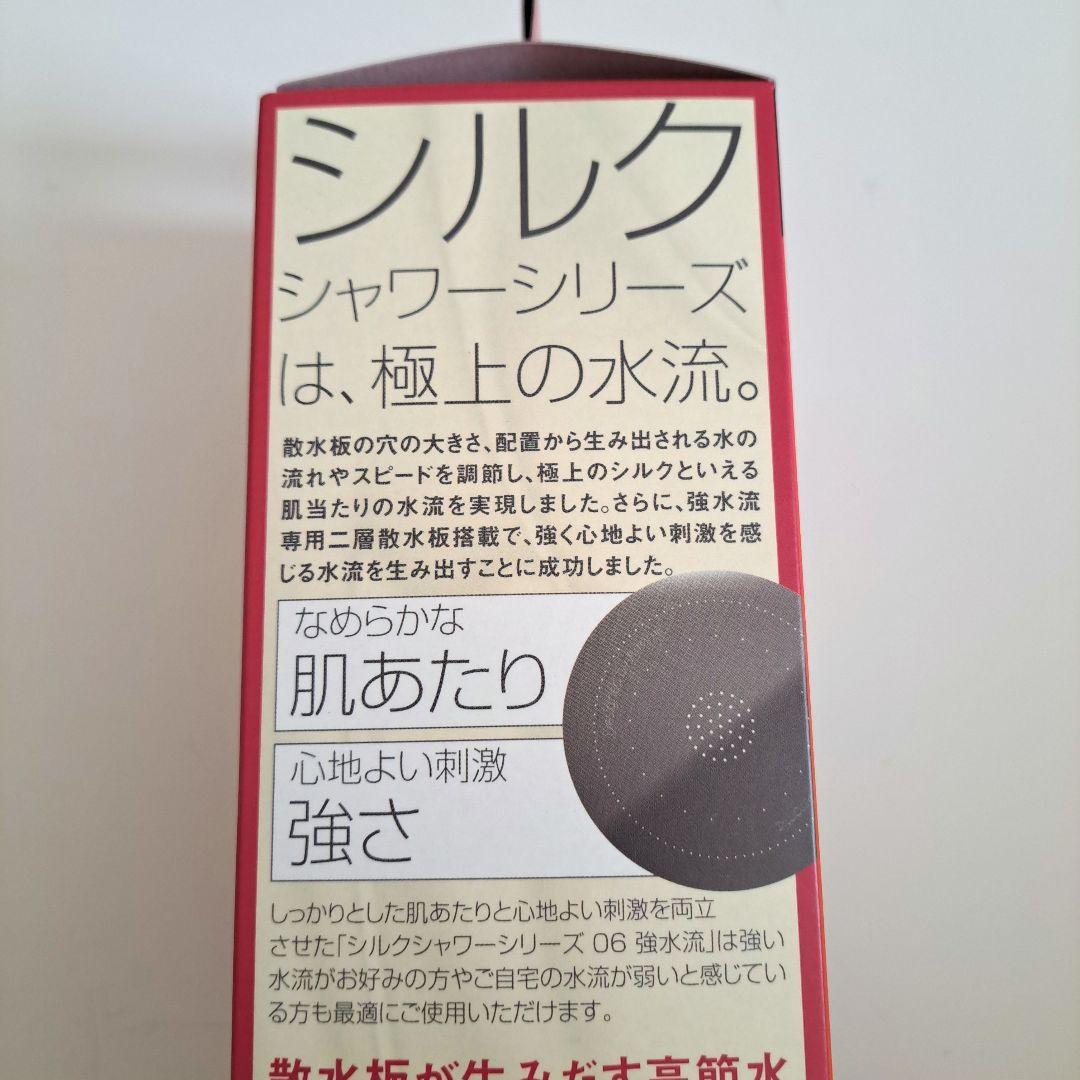 シルク
シャワーシリーズ
は、極上の水流。
散水板の穴の大きさ、配置から生み出される水の
流れやスピードを調節し、極上のシルクといえる
肌当たりの水流を実現しました。さらに、強水流
専用二層散水板搭載で、強く心地よい刺激を感
じる水流を生み出すことに成功しました。
なめらかな
肌あたり
心地よい刺激
強さ
しっかりとした肌あたりと心地よい刺激を両立
させた「シルクシャワーシリーズ 06 強水流」は強い
水流がお好みの方やご自宅の水流が弱いと感じてい
る方も最適にご使用いただけます。
散水板が生みだす高節水